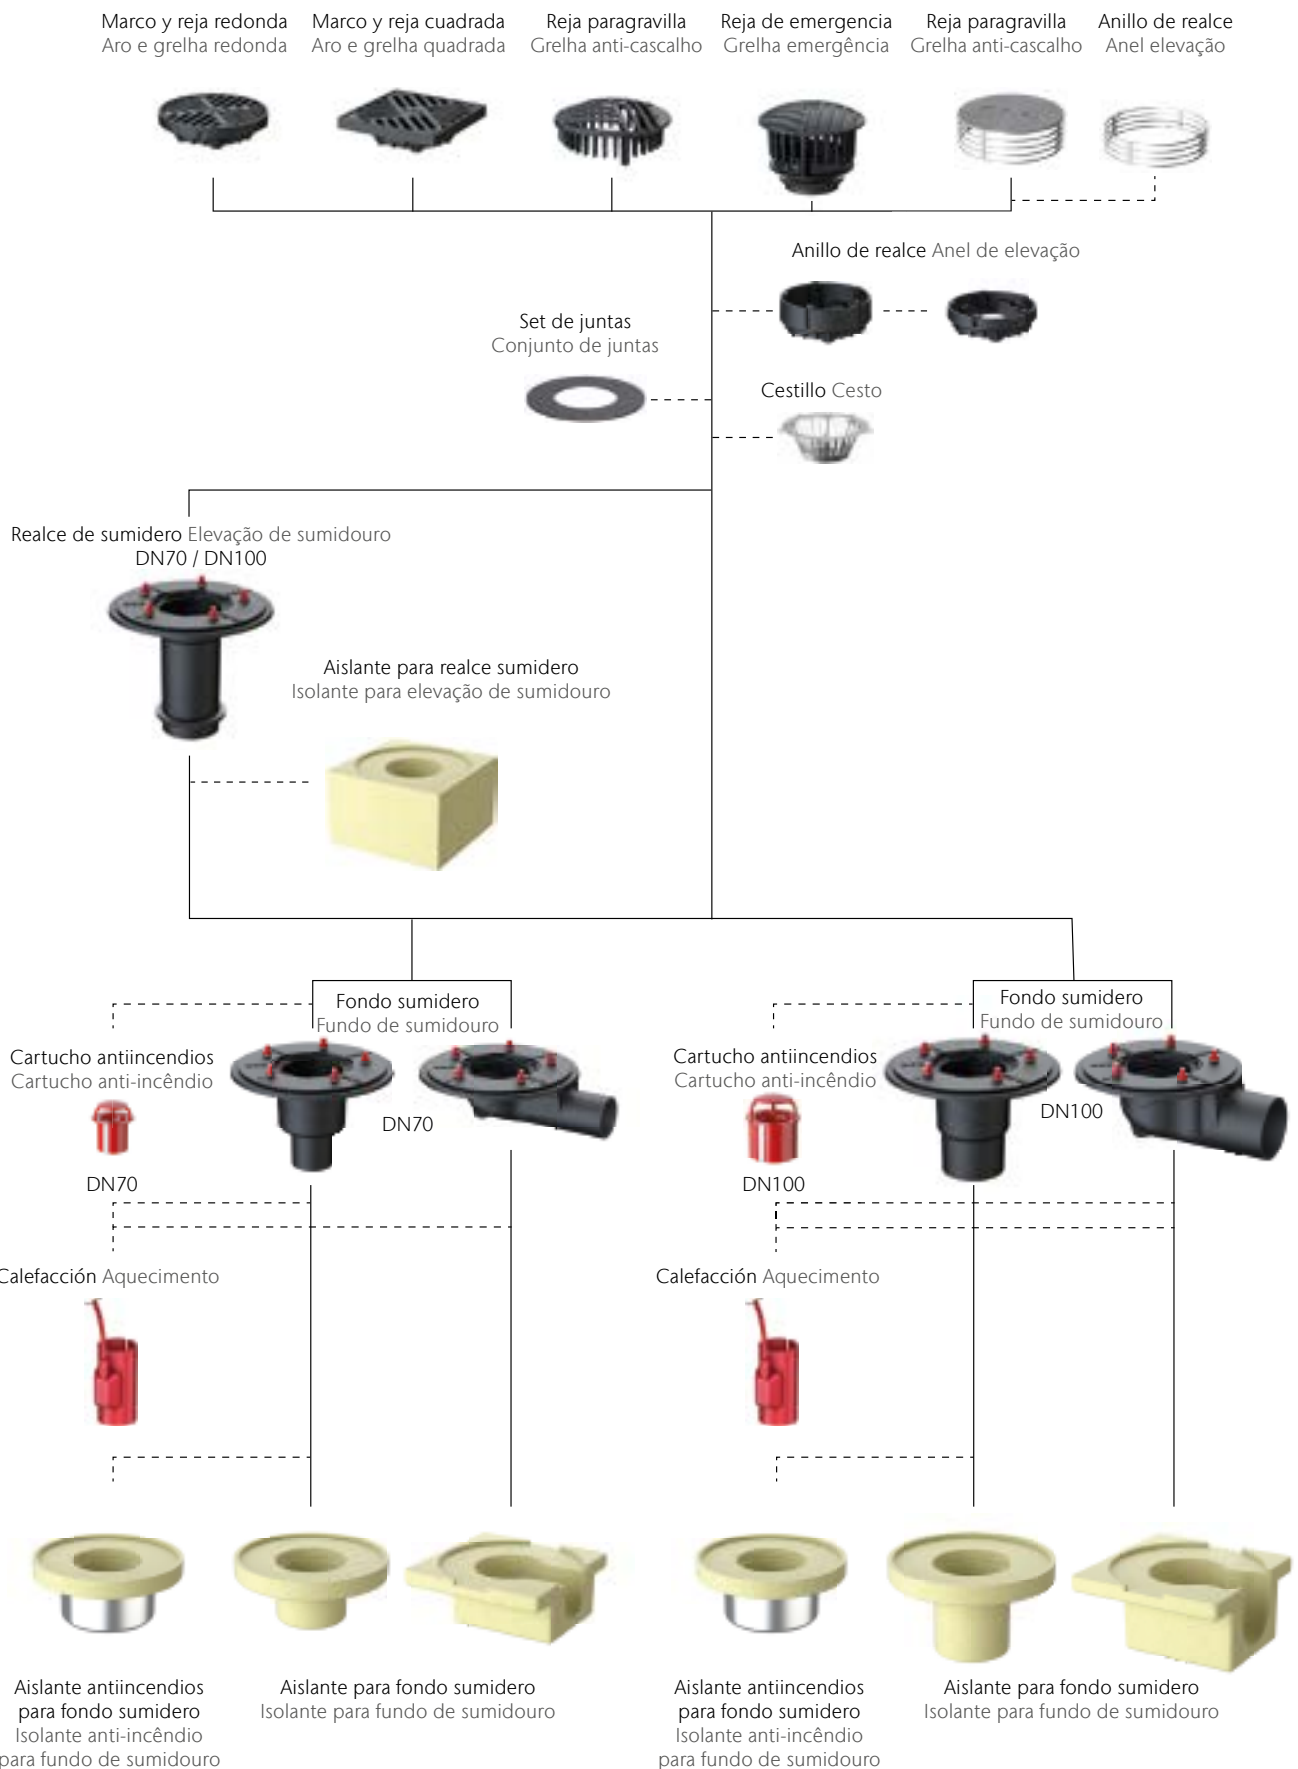 Marco y reja redonda
Aro e grelha redonda
Marco y reja cuadrada
Aro e grelha quadrada
Reja paragravilla
Grelha anti-cascalho
Reja de emergencia
Grelha emergência
Reja paragravilla
Grelha anti-cascalho
Anillo de realce
Anel elevação
Anillo de realce Anel de elevação
Set de juntas
Conjunto de juntas
Cestillo Cesto
Realce de sumidero Elevação de sumidouro
DN70 / DN100
Aislante para realce sumidero
Isolante para elevação de sumidouro
Fondo sumidero
Fundo de sumidouro
Cartucho antiincendios
Cartucho anti-incêndio
DN70
DN70
Calefacción Aquecimento
Fondo sumidero
Fundo de sumidouro
Cartucho antiincendios
Cartucho anti-incêndio
DN100
DN100
Calefacción Aquecimento
Aislante antiincendios
para fondo sumidero
Isolante anti-incêndio
para fundo de sumidouro
Aislante para fondo sumidero
Isolante para fundo de sumidouro
Aislante antiincendios
para fondo sumidero
Isolante anti-incêndio
para fundo de sumidouro
Aislante para fondo sumidero
Isolante para fundo de sumidouro